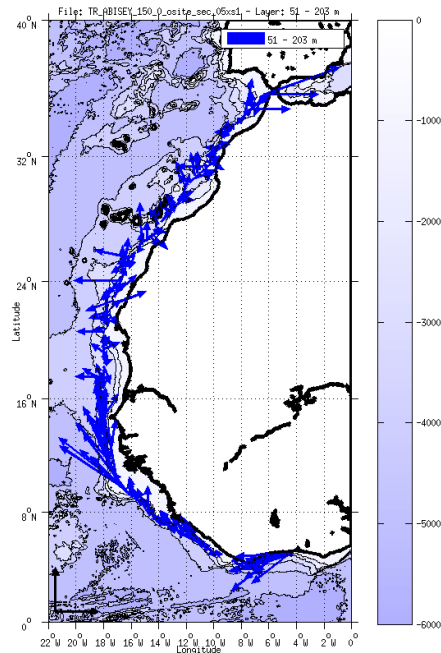 File: TR_ABISEY_150_0_osite_sec_05xs1_ - Layer: 51 - 203 m
51 - 203 m
40°N
32°N
24°N
16°N
8°N
0°
Latitude
22°W 20°W 18°W 16°W 14°W 12°W 10°W 8°W 6°W 4°W 2°W 0°
Longitude
0
-1000
-2000
-3000
-4000
-5000
-6000